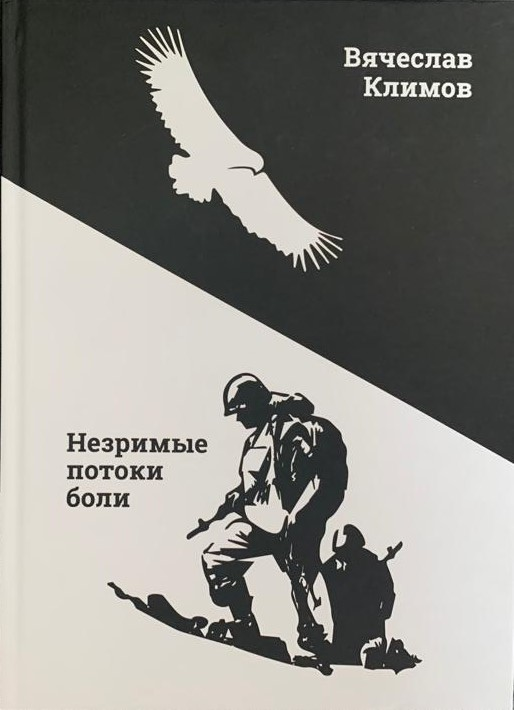 Вячеслав
Климов
Незримые
потоки
боли